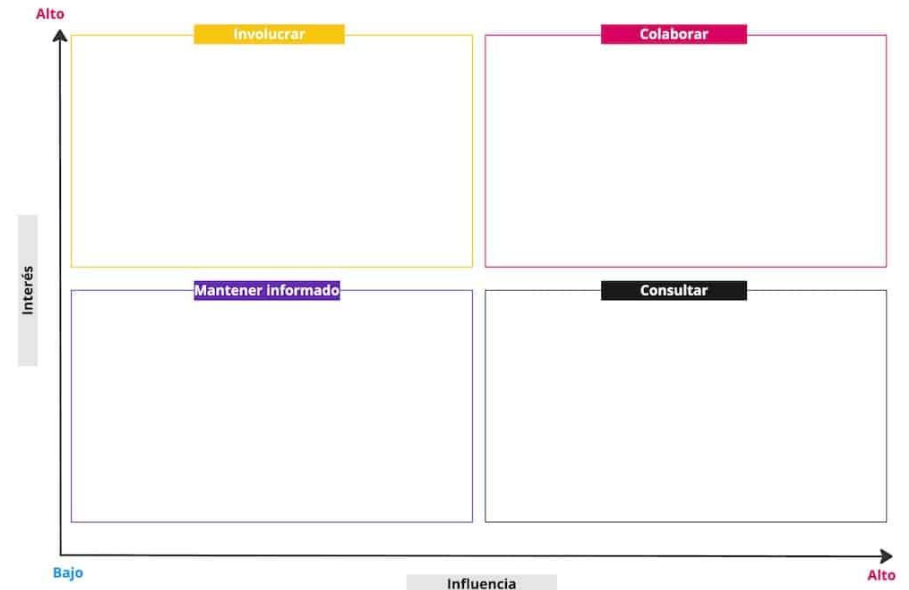 Alto
Involucrar
Colaborar
Interés
Mantener informado
Consultar
Bajo
Alto
Influencia